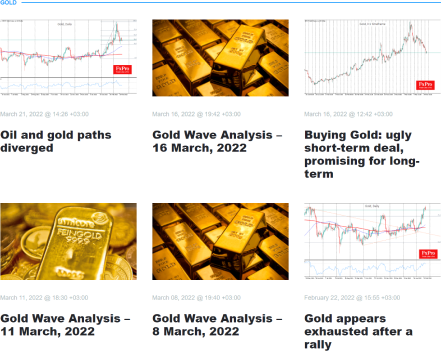 GOLD
March 21, 2022 @ 14:28 +03:00
March 16, 2022 @ 19:42 +03:00
March 16, 2022 @ 12:42 +03:00
Oil and gold paths
diverged
Gold Wave Analysis –
16 March, 2022
Buying Gold: ugly
short-term deal,
promising for long-
term
FxPro
FxPro
FEINGOLD
999.9
FxPro
March 11, 2022 @ 18:30 +03:00
March 08, 2022 @ 19:40 +03:00
February 22, 2022 @ 15:55 +03:00
Gold Wave Analysis –
11 March, 2022
Gold Wave Analysis –
8 March, 2022
Gold appears
exhausted after a
rally